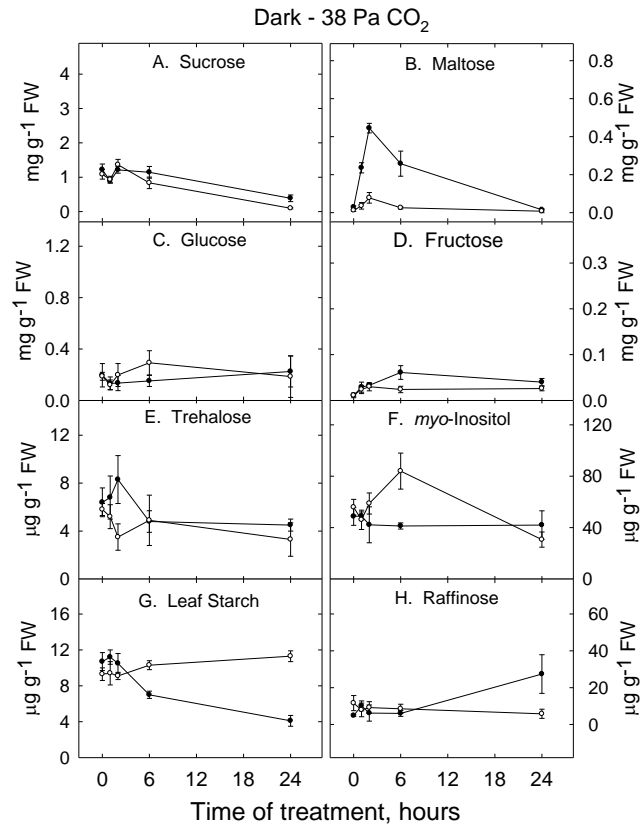 Dark - 38 Pa CO₂
A. Sucrose
B. Maltose
mg g⁻¹ FW
4
3
2
1
0
0.8
0.6
0.4
0.2
0.0
mg g⁻¹ FW
C. Glucose
D. Fructose
mg g⁻¹ FW
1.2
0.8
0.4
0.0
0.3
0.2
0.1
0.0
mg g⁻¹ FW
E. Trehalose
F. myo-Inositol
µg g⁻¹ FW
12
8
4
0
120
80
40
0
µg g⁻¹ FW
G. Leaf Starch
H. Raffinose
µg g⁻¹ FW
16
12
8
4
0
60
40
20
0
µg g⁻¹ FW
0 6 12 18 24 0 6 12 18 24
Time of treatment, hours